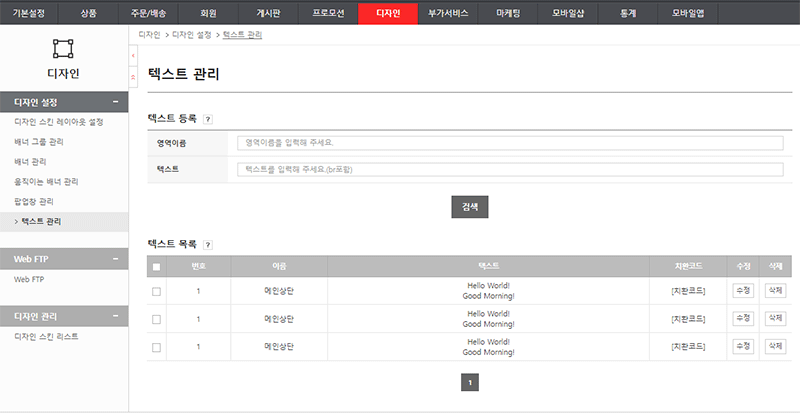 기본설정 상품 주문/배송 회원 게시판 프로모션 디자인 부가서비스 마케팅 모바일샵 통계 모바일앱
디자인 > 디자인 설정 > 텍스트 관리
디자인
텍스트 관리
디자인 설정 −
디자인 스킨 레이아웃 설정
배너 그룹 관리
배너 관리
움직이는 배너 관리
팝업창 관리
> 텍스트 관리
Web FTP −
Web FTP
디자인 관리 −
디자인 스킨 리스트
텍스트 등록 ?
영역이름 영역이름를 입력해 주세요.
텍스트 텍스트를 입력해 주세요.(br포함)
검색
텍스트 목록 ?
번호 이름 텍스트 치환코드 수정 삭제
1 메인상단 Hello World! [치환코드] 수정 삭제
Good Morning!
1 메인상단 Hello World! [치환코드] 수정 삭제
Good Morning!
1 메인상단 Hello World! [치환코드] 수정 삭제
Good Morning!
1